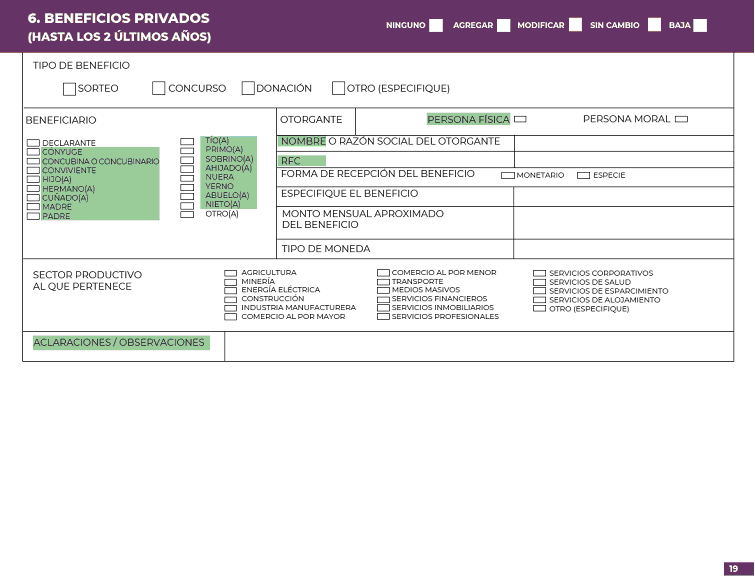 6. BENEFICIOS PRIVADOS
(HASTA LOS 2 ÚLTIMOS AÑOS)
NINGUNO AGREGAR MODIFICAR SIN CAMBIO BAJA
TIPO DE BENEFICIO
SORTEO CONCURSO DONACIÓN OTRO (ESPECIFIQUE)
BENEFICIARIO
DECLARANTE
CÓNYUGE
CONCUBINA O CONCUBINARIO
CONVIVIENTE
HIJO(A)
HERMANO(A)
CUÑADO(A)
MADRE
PADRE
TÍO(A)
PRIMO(A)
SOBRINO(A)
AHIJADO(A)
NUERA
YERNO
ABUELO(A)
NIETO(A)
OTRO(A)
OTORGANTE PERSONA FÍSICA PERSONA MORAL
NOMBRE O RAZÓN SOCIAL DEL OTORGANTE
RFC
FORMA DE RECEPCIÓN DEL BENEFICIO MONETARIO ESPECIE
ESPECIFIQUE EL BENEFICIO
MONTO MENSUAL APROXIMADO
DEL BENEFICIO
TIPO DE MONEDA
SECTOR PRODUCTIVO
AL QUE PERTENECE
AGRICULTURA
MINERÍA
ENERGÍA ELÉCTRICA
CONSTRUCCIÓN
INDUSTRIA MANUFACTURERA
COMERCIO AL POR MAYOR
COMERCIO AL POR MENOR
TRANSPORTE
MEDIOS MASIVOS
SERVICIOS FINANCIEROS
SERVICIOS INMOBILIARIOS
SERVICIOS PROFESIONALES
SERVICIOS CORPORATIVOS
SERVICIOS DE SALUD
SERVICIOS DE ESPARCIMIENTO
SERVICIOS DE ALOJAMIENTO
OTRO (ESPECIFIQUE)
ACLARACIONES / OBSERVACIONES
19